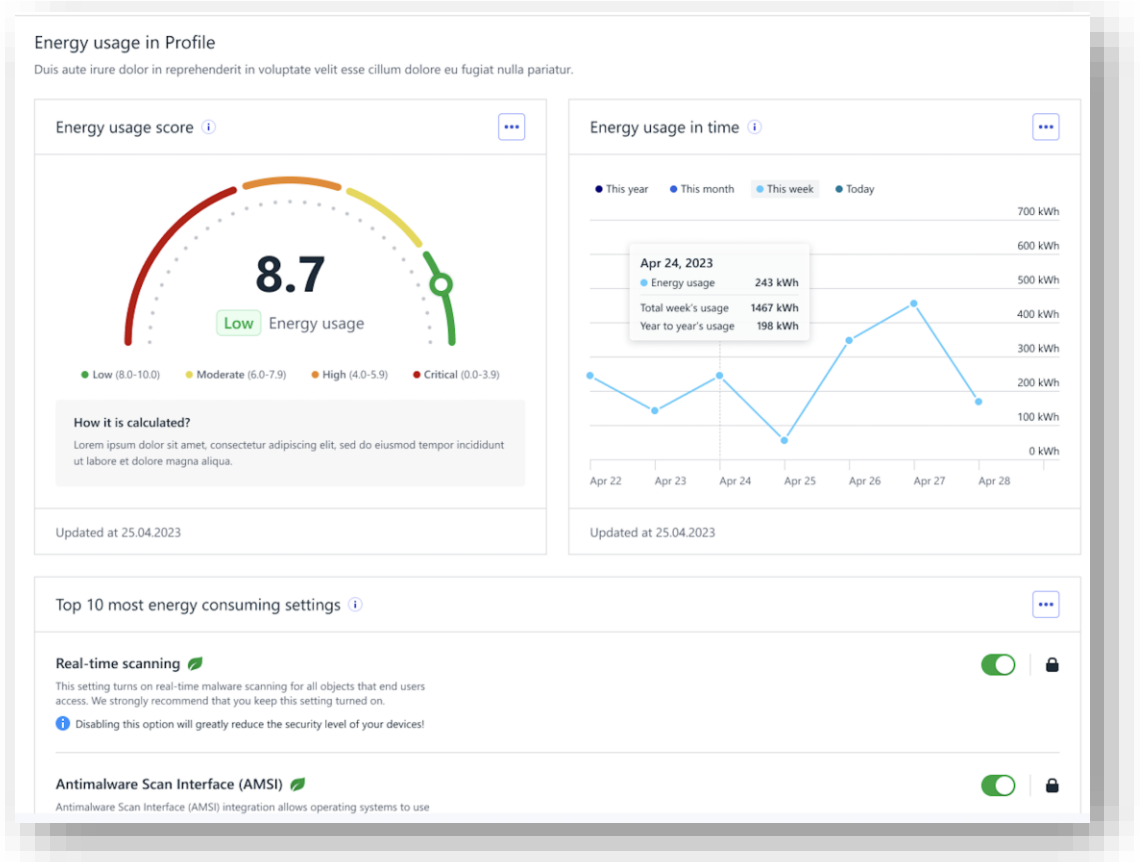 Energy usage in Profile
Duis aute irure dolor in reprehenderit in voluptate velit esse cillum dolore eu fugiat nulla pariatur.
Energy usage score
8.7
Low Energy usage
Low (8.0-10.0) Moderate (6.0-7.9) High (4.0-5.9) Critical (0.0-3.9)
How it is calculated?
Lorem ipsum dolor sit amet, consectetur adipiscing elit, sed do eiusmod tempor incididunt
ut labore et dolore magna aliqua.
Updated at 25.04.2023
Energy usage in time
This year This month This week Today
700 kWh
600 kWh
500 kWh
400 kWh
300 kWh
200 kWh
100 kWh
0 kWh
Apr 24, 2023
Energy usage 243 kWh
Total week's usage 1467 kWh
Year to year's usage 198 kWh
Apr 22 Apr 23 Apr 24 Apr 25 Apr 26 Apr 27 Apr 28
Updated at 25.04.2023
Top 10 most energy consuming settings
Real-time scanning
This setting turns on real-time malware scanning for all objects that end users
access. We strongly recommend that you keep this setting turned on.
Disabling this option will greatly reduce the security level of your devices!
Antimalware Scan Interface (AMSI)
Antimalware Scan Interface (AMSI) integration allows operating systems to use